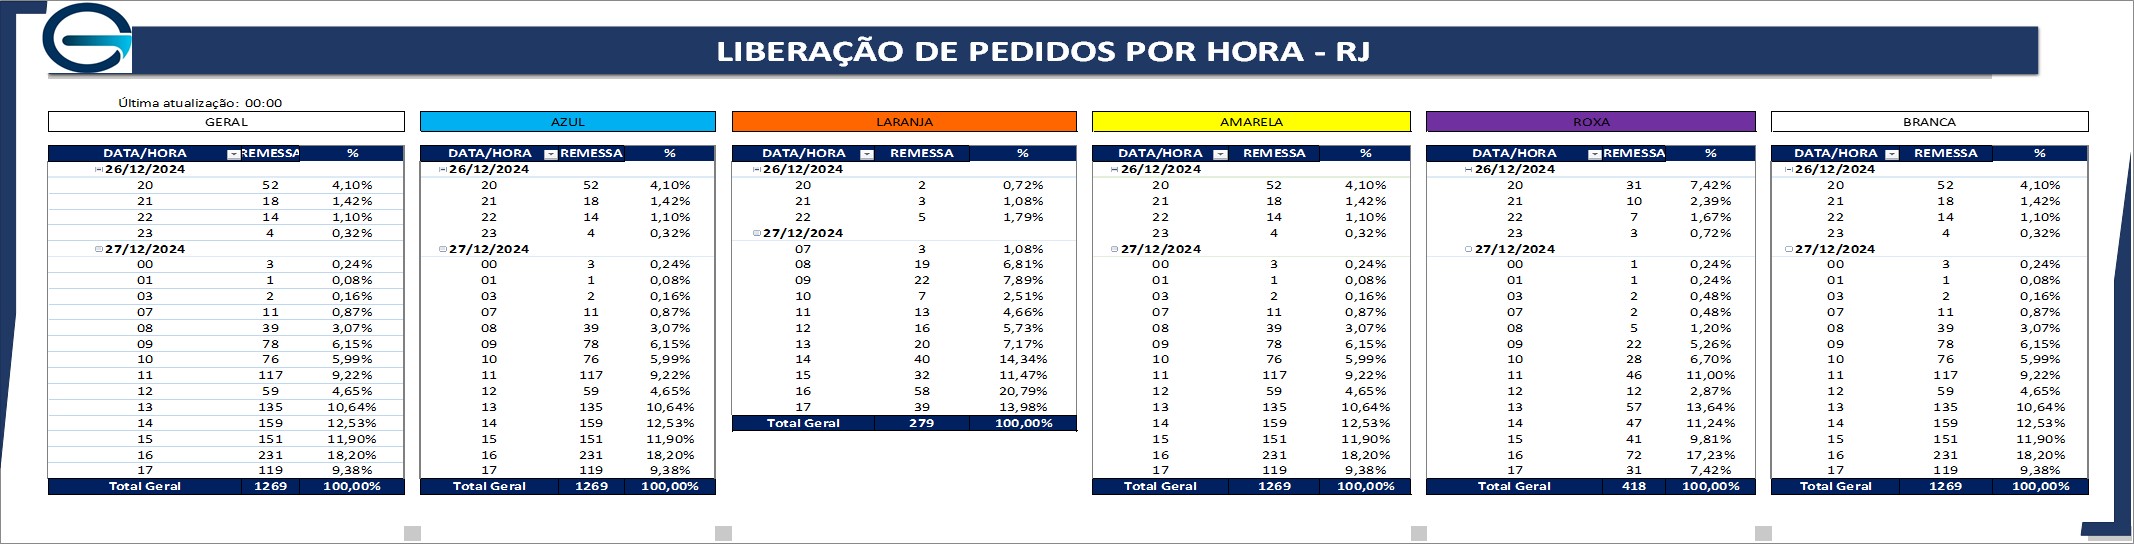 LIBERAÇÃO DE PEDIDOS POR HORA - RJ
Última atualização: 00:00
GERAL
DATA/HORA REMESSA %
26/12/2024
20 52 4,10%
21 18 1,42%
22 14 1,10%
23 4 0,32%
27/12/2024
00 3 0,24%
01 1 0,08%
03 2 0,16%
07 11 0,87%
08 39 3,07%
09 78 6,15%
10 76 5,99%
11 117 9,22%
12 59 4,65%
13 135 10,64%
14 159 12,53%
15 151 11,90%
16 231 18,20%
17 119 9,38%
Total Geral 1269 100,00%
AZUL
DATA/HORA REMESSA %
26/12/2024
20 52 4,10%
21 18 1,42%
22 14 1,10%
23 4 0,32%
27/12/2024
00 3 0,24%
01 1 0,08%
03 2 0,16%
07 11 0,87%
08 39 3,07%
09 78 6,15%
10 76 5,99%
11 117 9,22%
12 59 4,65%
13 135 10,64%
14 159 12,53%
15 151 11,90%
16 231 18,20%
17 119 9,38%
Total Geral 1269 100,00%
LARANJA
DATA/HORA REMESSA %
26/12/2024
20 2 0,72%
21 3 1,08%
22 5 1,79%
27/12/2024
07 3 1,08%
08 19 6,81%
09 22 7,89%
10 7 2,51%
11 13 4,66%
12 16 5,73%
13 20 7,17%
14 40 14,34%
15 32 11,47%
16 58 20,79%
17 39 13,98%
Total Geral 279 100,00%
AMARELA
DATA/HORA REMESSA %
26/12/2024
20 52 4,10%
21 18 1,42%
22 14 1,10%
23 4 0,32%
27/12/2024
00 3 0,24%
01 1 0,08%
03 2 0,16%
07 11 0,87%
08 39 3,07%
09 78 6,15%
10 76 5,99%
11 117 9,22%
12 59 4,65%
13 135 10,64%
14 159 12,53%
15 151 11,90%
16 231 18,20%
17 119 9,38%
Total Geral 1269 100,00%
ROXA
DATA/HORA REMESSA %
26/12/2024
20 31 7,42%
21 10 2,39%
22 7 1,67%
23 3 0,72%
27/12/2024
00 1 0,24%
01 1 0,24%
03 2 0,48%
07 2 0,48%
08 5 1,20%
09 22 5,26%
10 28 6,70%
11 46 11,00%
12 12 2,87%
13 57 13,64%
14 47 11,24%
15 41 9,81%
16 72 17,23%
17 31 7,42%
Total Geral 418 100,00%
BRANCA
DATA/HORA REMESSA %
26/12/2024
20 52 4,10%
21 18 1,42%
22 14 1,10%
23 4 0,32%
27/12/2024
00 3 0,24%
01 1 0,08%
03 2 0,16%
07 11 0,87%
08 39 3,07%
09 78 6,15%
10 76 5,99%
11 117 9,22%
12 59 4,65%
13 135 10,64%
14 159 12,53%
15 151 11,90%
16 231 18,20%
17 119 9,38%
Total Geral 1269 100,00%